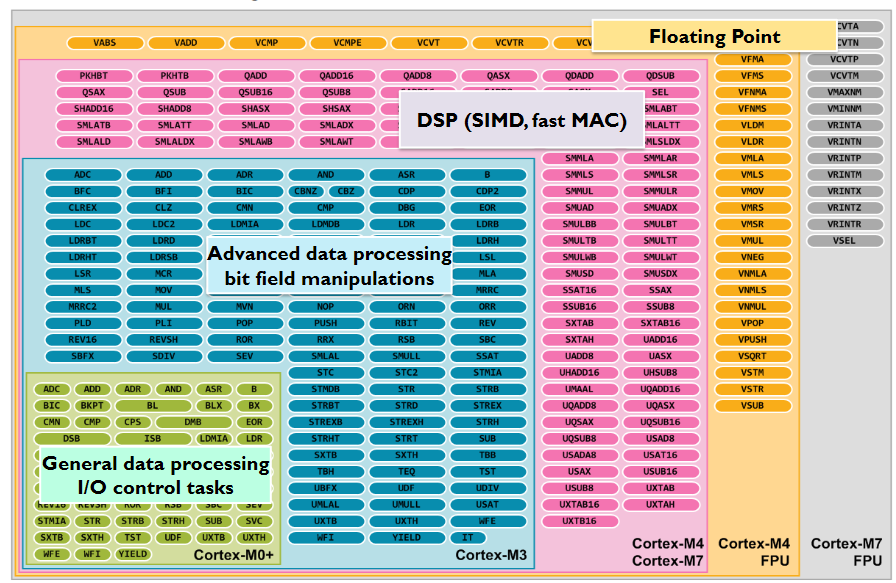 CVTA
VABS VADD VCMP VCMPE VCVT VCVTR Floating Point CVTN
VFMA VCVTP
PKHBT PKHTB QADD QADD16 QADD8 QASX QDADD QDSUB VFMS VCVTM
QSAX QSUB QSUB16 QSUB8 SEL VFNMA VMAXNM
SHADD16 SHADD8 SHASX SHSAX DSP (SIMD, fast MAC) MLABT VFNMS VMINNM
SMLATB SMLATT SMLAD SMLADX MLALTT VLDM VRINTA
SMLALD SMLALDX SMLAWB SMLAWT MLSLDX VLDR VRINTN
SMMLA SMMLAR VMLA VRINTP
ADC ADD ADR AND ASR B SMMLS SMMLSR VMLS VRINTM
BFC BFI BIC CBNZ CBZ CDP CDP2 SMMUL SMMULR VMOV VRINTX
CLREX CLZ CMN CMP DBG EOR SMUAD SMUADX VMRS VRINTZ
LDC LDC2 LDMIA LDMDB LDR LDRB SMULBB SMULBT VMSR VRINTR
LDRBT LDRD LDRH SMULTB SMULTT VMUL VSEL
LDRHT LDRSB Advanced data processing LSL SMULWB SMULWT VNEG
LSR MCR bit field manipulations MLA SMUSD SMUSDX VNMLA
MLS MOV MRRC SSAT16 SSAX VNMLS
MRRC2 MUL MVN NOP ORN ORR SSUB16 SSUB8 VNMUL
PLD PLI POP PUSH RBIT REV SXTAB SXTAB16 VPOP
REV16 REVSH ROR RRX RSB SBC SXTAH UADD16 VPUSH
SBFX SDIV SEV SMLAL SMULL SSAT UADD8 UASX VSQRT
STC STC2 STMIA UHADD16 UHSUB8 VSTM
ADC ADD ADR AND ASR B STMDB STR STRB UMAAL UQADD16 VSTR
BIC BKPT BL BLX BX STRBT STRD STREX UQADD8 UQASX VSUB
CMN CMP CPS DMB EOR STREXB STREXH STRH UQSAX UQSUB16
DSB ISB LDMIA LDR STRHT STRT SUB UQSUB8 USAD8
General data processing SXTB SXTH TBB USADA8 USAT16
I/O control tasks TBH TEQ TST USAX USUB16
UBFX UDF UDIV USUB8 UXTAB
REV16 REVSH ROR RSB SBC SEV UMLAL UMULL USAT UXTAB16 UXTAH
STMIA STR STRB STRH SUB SVC UXTB UXTH WFE UXTB16
SXTB SXTH TST UDF UXTB UXTH WFI YIELD IT Cortex-M4 Cortex-M4 Cortex-M7
WFE WFI YIELD Cortex-M0+ Cortex-M3 Cortex-M7 FPU FPU